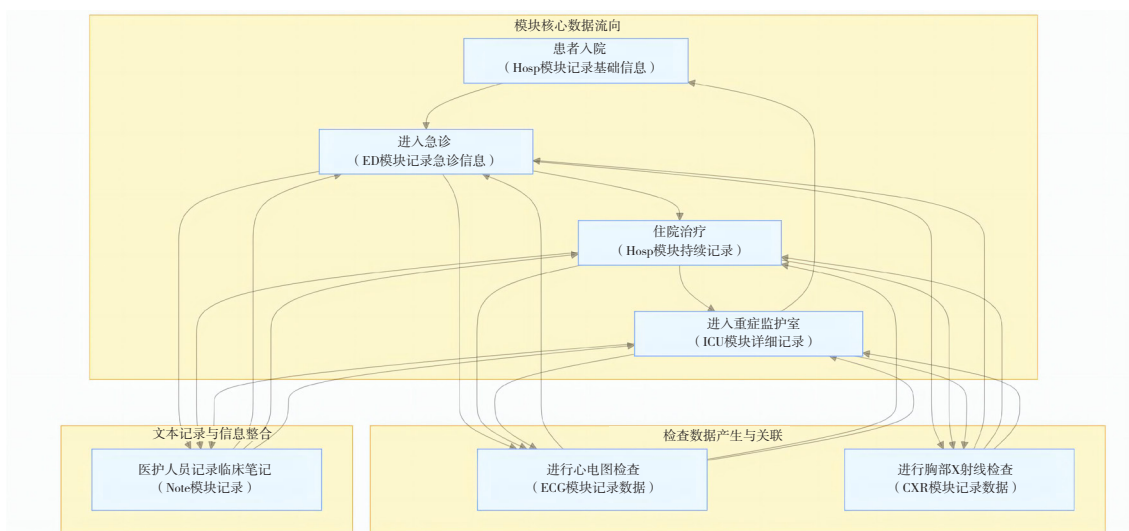 模块核心数据流向
患者入院
（Hosp模块记录基础信息）
进入急诊
（ED模块记录急诊信息）
住院治疗
（Hosp模块持续记录）
进入重症监护室
（ICU模块详细记录）
文本记录与信息整合
医护人员记录临床笔记
（Note模块记录）
检查数据产生与关联
进行心电图检查
（ECG模块记录数据）
进行胸部X射线检查
（CXR模块记录数据）